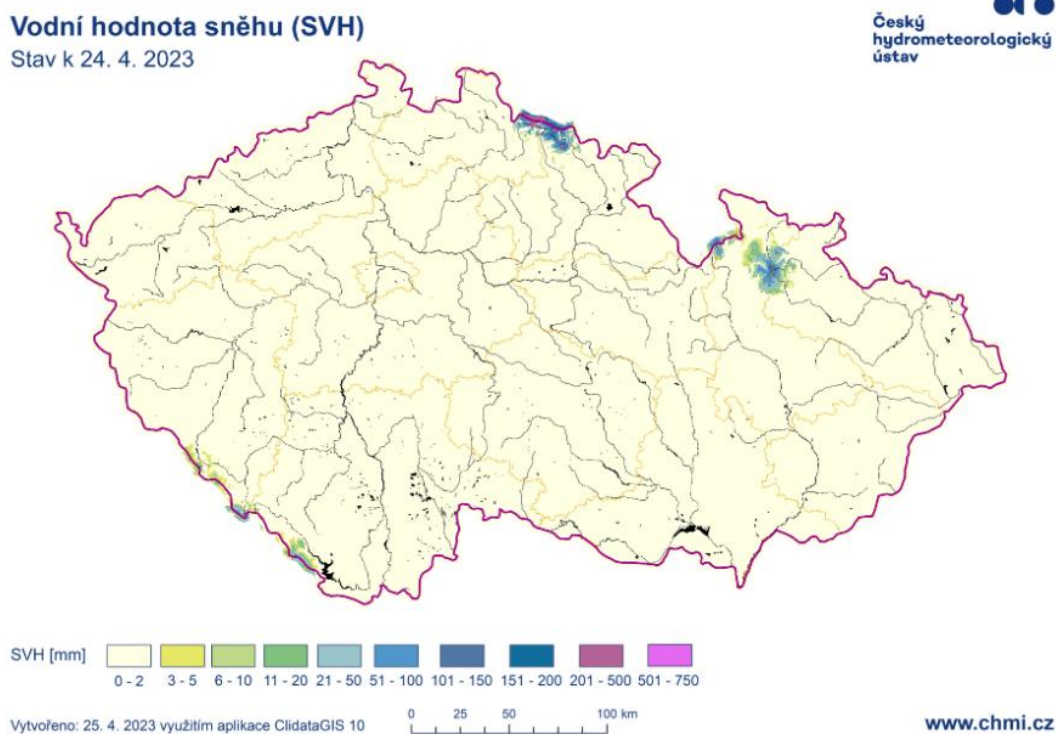 Vodní hodnota sněhu (SVH)
Stav k 24. 4. 2023
Český
hydrometeorologický
ústav
SVH [mm]
0 - 2
3 - 5
6 - 10
11 - 20
21 - 50
51 - 100
101 - 150
151 - 200
201 - 500
501 - 750
Vytvořeno: 25. 4. 2023 využitím aplikace ClidataGIS 10
0 25 50 100 km
www.chmi.cz